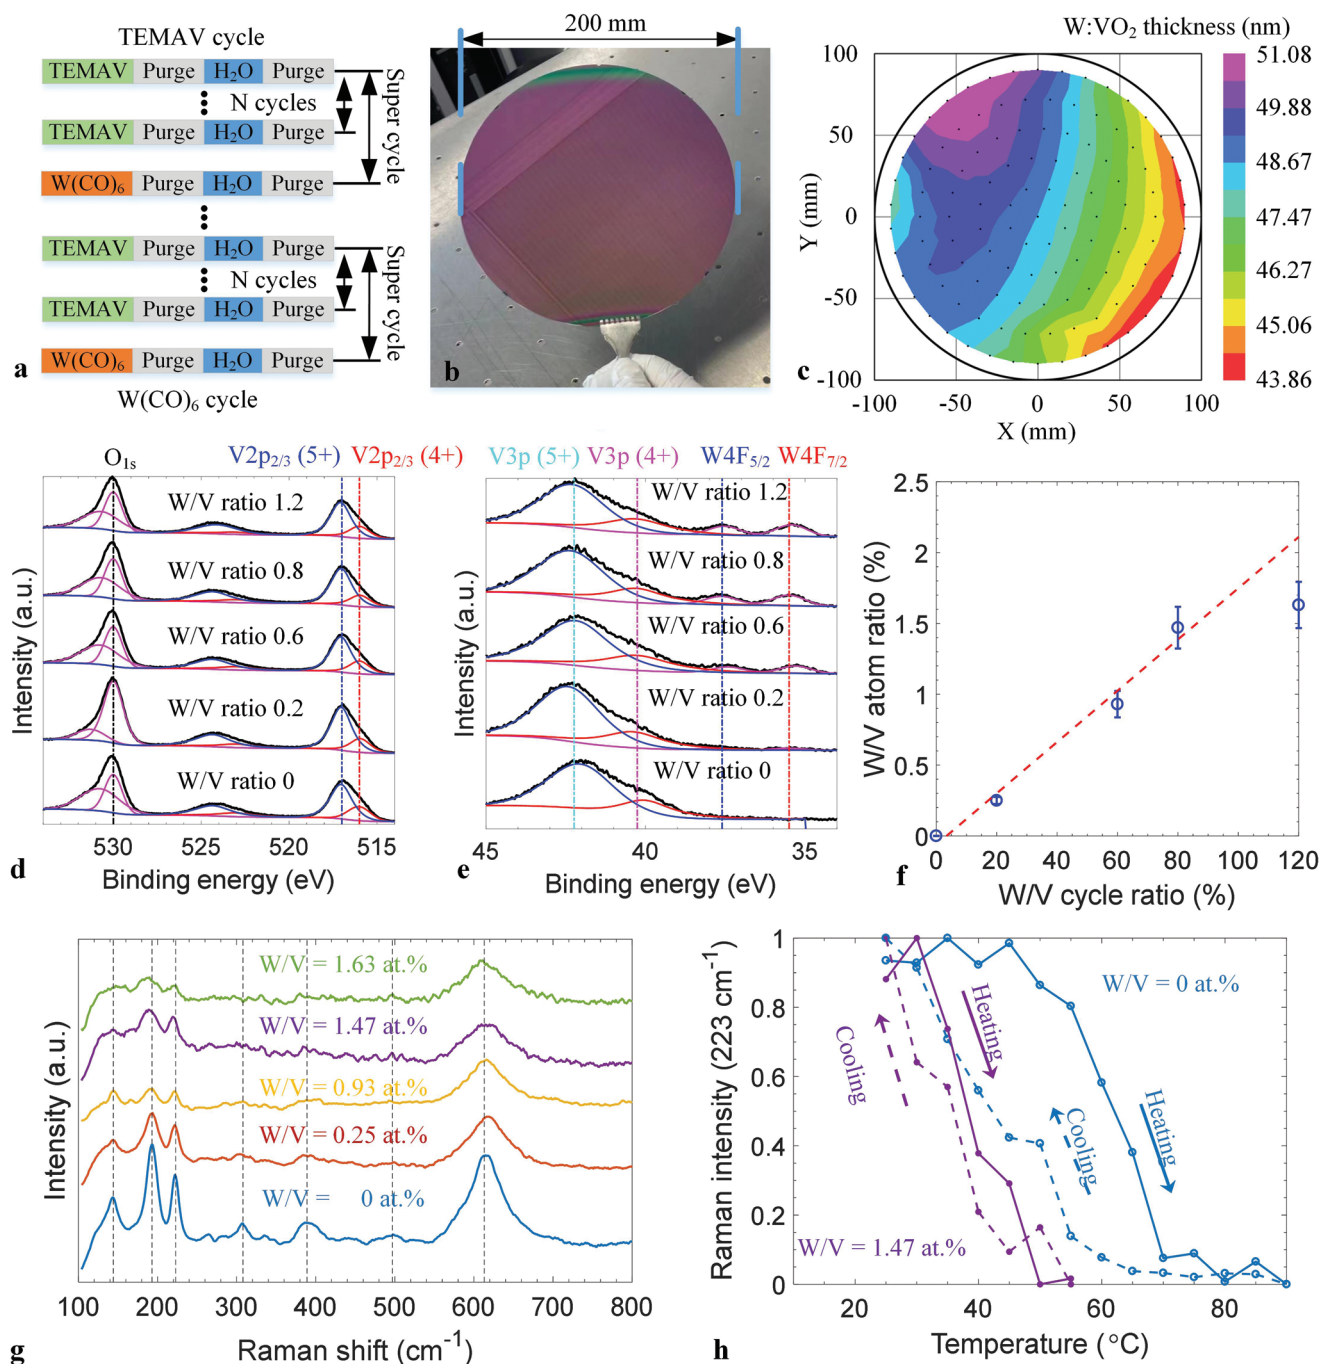 TEMAV cycle
TEMAV Purge H₂O Purge
N cycles
TEMAV Purge H₂O Purge
Super cycle
W(CO)₆ Purge H₂O Purge
TEMAV Purge H₂O Purge
N cycles
TEMAV Purge H₂O Purge
Super cycle
W(CO)₆ Purge H₂O Purge
a
W(CO)₆ cycle
200 mm
b
W:VO₂ thickness (nm)
100
50
0
-50
-100
Y (mm)
-100 -50 0 50 100
X (mm)
c
51.08
49.88
48.67
47.47
46.27
45.06
43.86
O₁ₛ
V2p₂/₃ (5+) V2p₂/₃ (4+)
W/V ratio 1.2
W/V ratio 0.8
W/V ratio 0.6
W/V ratio 0.2
W/V ratio 0
Intensity (a.u.)
530 525 520 515
Binding energy (eV)
d
V3p (5+) V3p (4+) W4F₅/₂ W4F₇/₂
W/V ratio 1.2
W/V ratio 0.8
W/V ratio 0.6
W/V ratio 0.2
W/V ratio 0
Intensity (a.u.)
45 40 35
Binding energy (eV)
e
2.5
2
1.5
1
0.5
0
W/V atom ratio (%)
0 20 40 60 80 100 120
W/V cycle ratio (%)
f
W/V = 1.63 at.%
W/V = 1.47 at.%
W/V = 0.93 at.%
W/V = 0.25 at.%
W/V = 0 at.%
Intensity (a.u.)
100 200 300 400 500 600 700 800
Raman shift (cm⁻¹)
g
1
0.8
0.6
0.4
0.2
0
Raman intensity (223 cm⁻¹)
W/V = 0 at.%
Heating
Cooling
Cooling
Heating
W/V = 1.47 at.%
20 40 60 80
Temperature (°C)
h